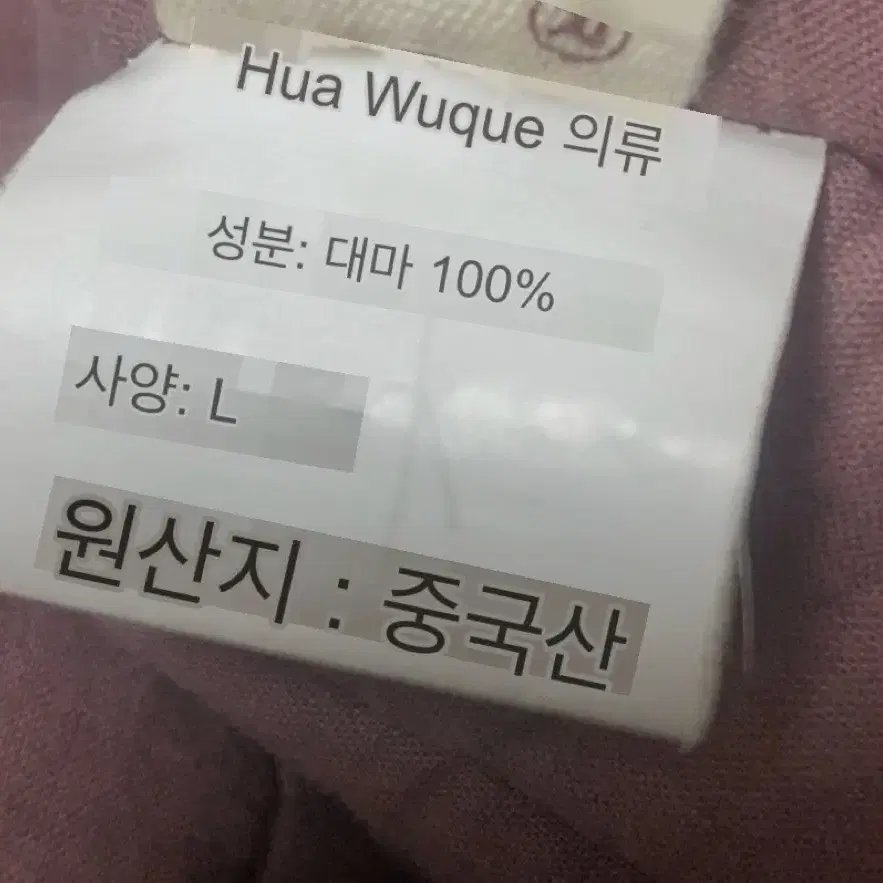 Hua Wuque 의류
성분: 대마 100%
사양: L
원산지 : 중국산